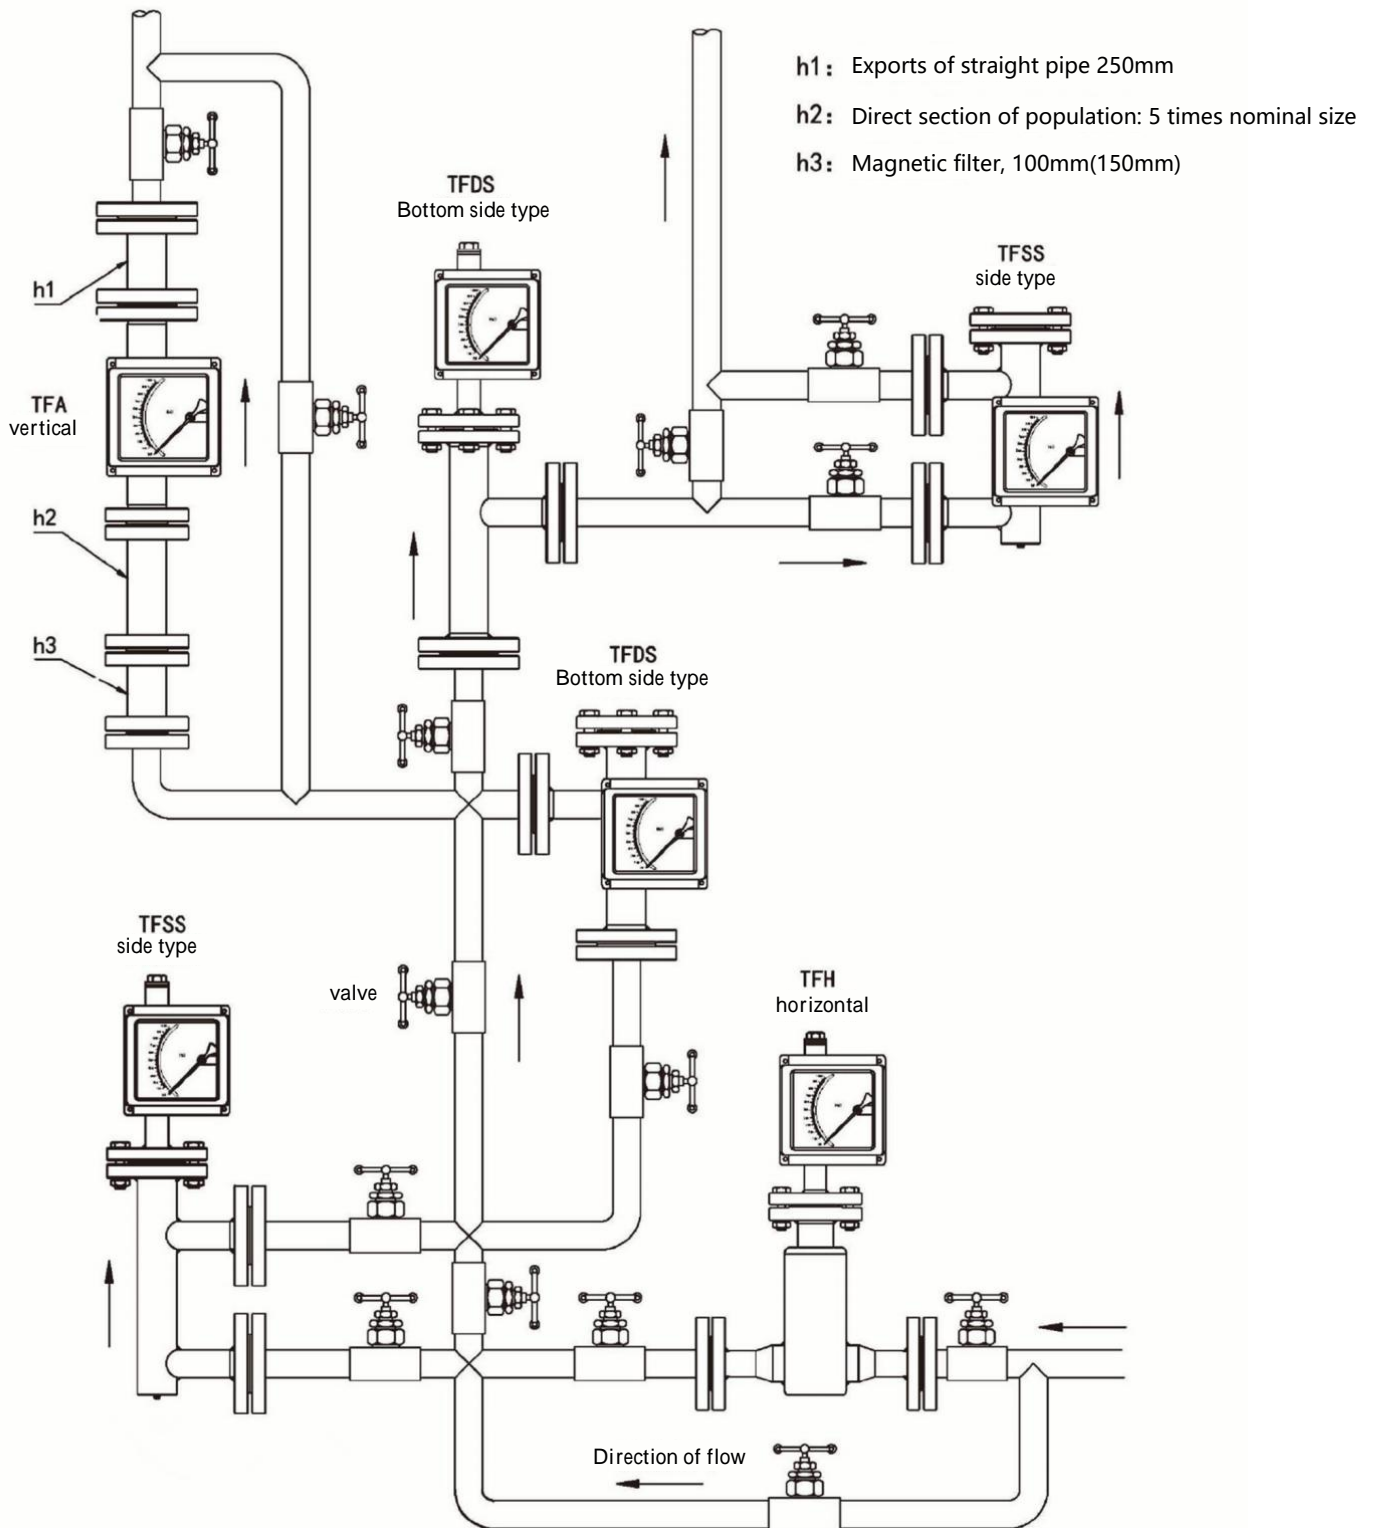 h1: Exports of straight pipe 250mm
h2: Direct section of population: 5 times nominal size
h3: Magnetic filter, 100mm(150mm)
TFDS
Bottom side type
TFSS
side type
h1
TFA
vertical
h2
h3
TFDS
Bottom side type
TFSS
side type
valve
TFH
horizontal
Direction of flow